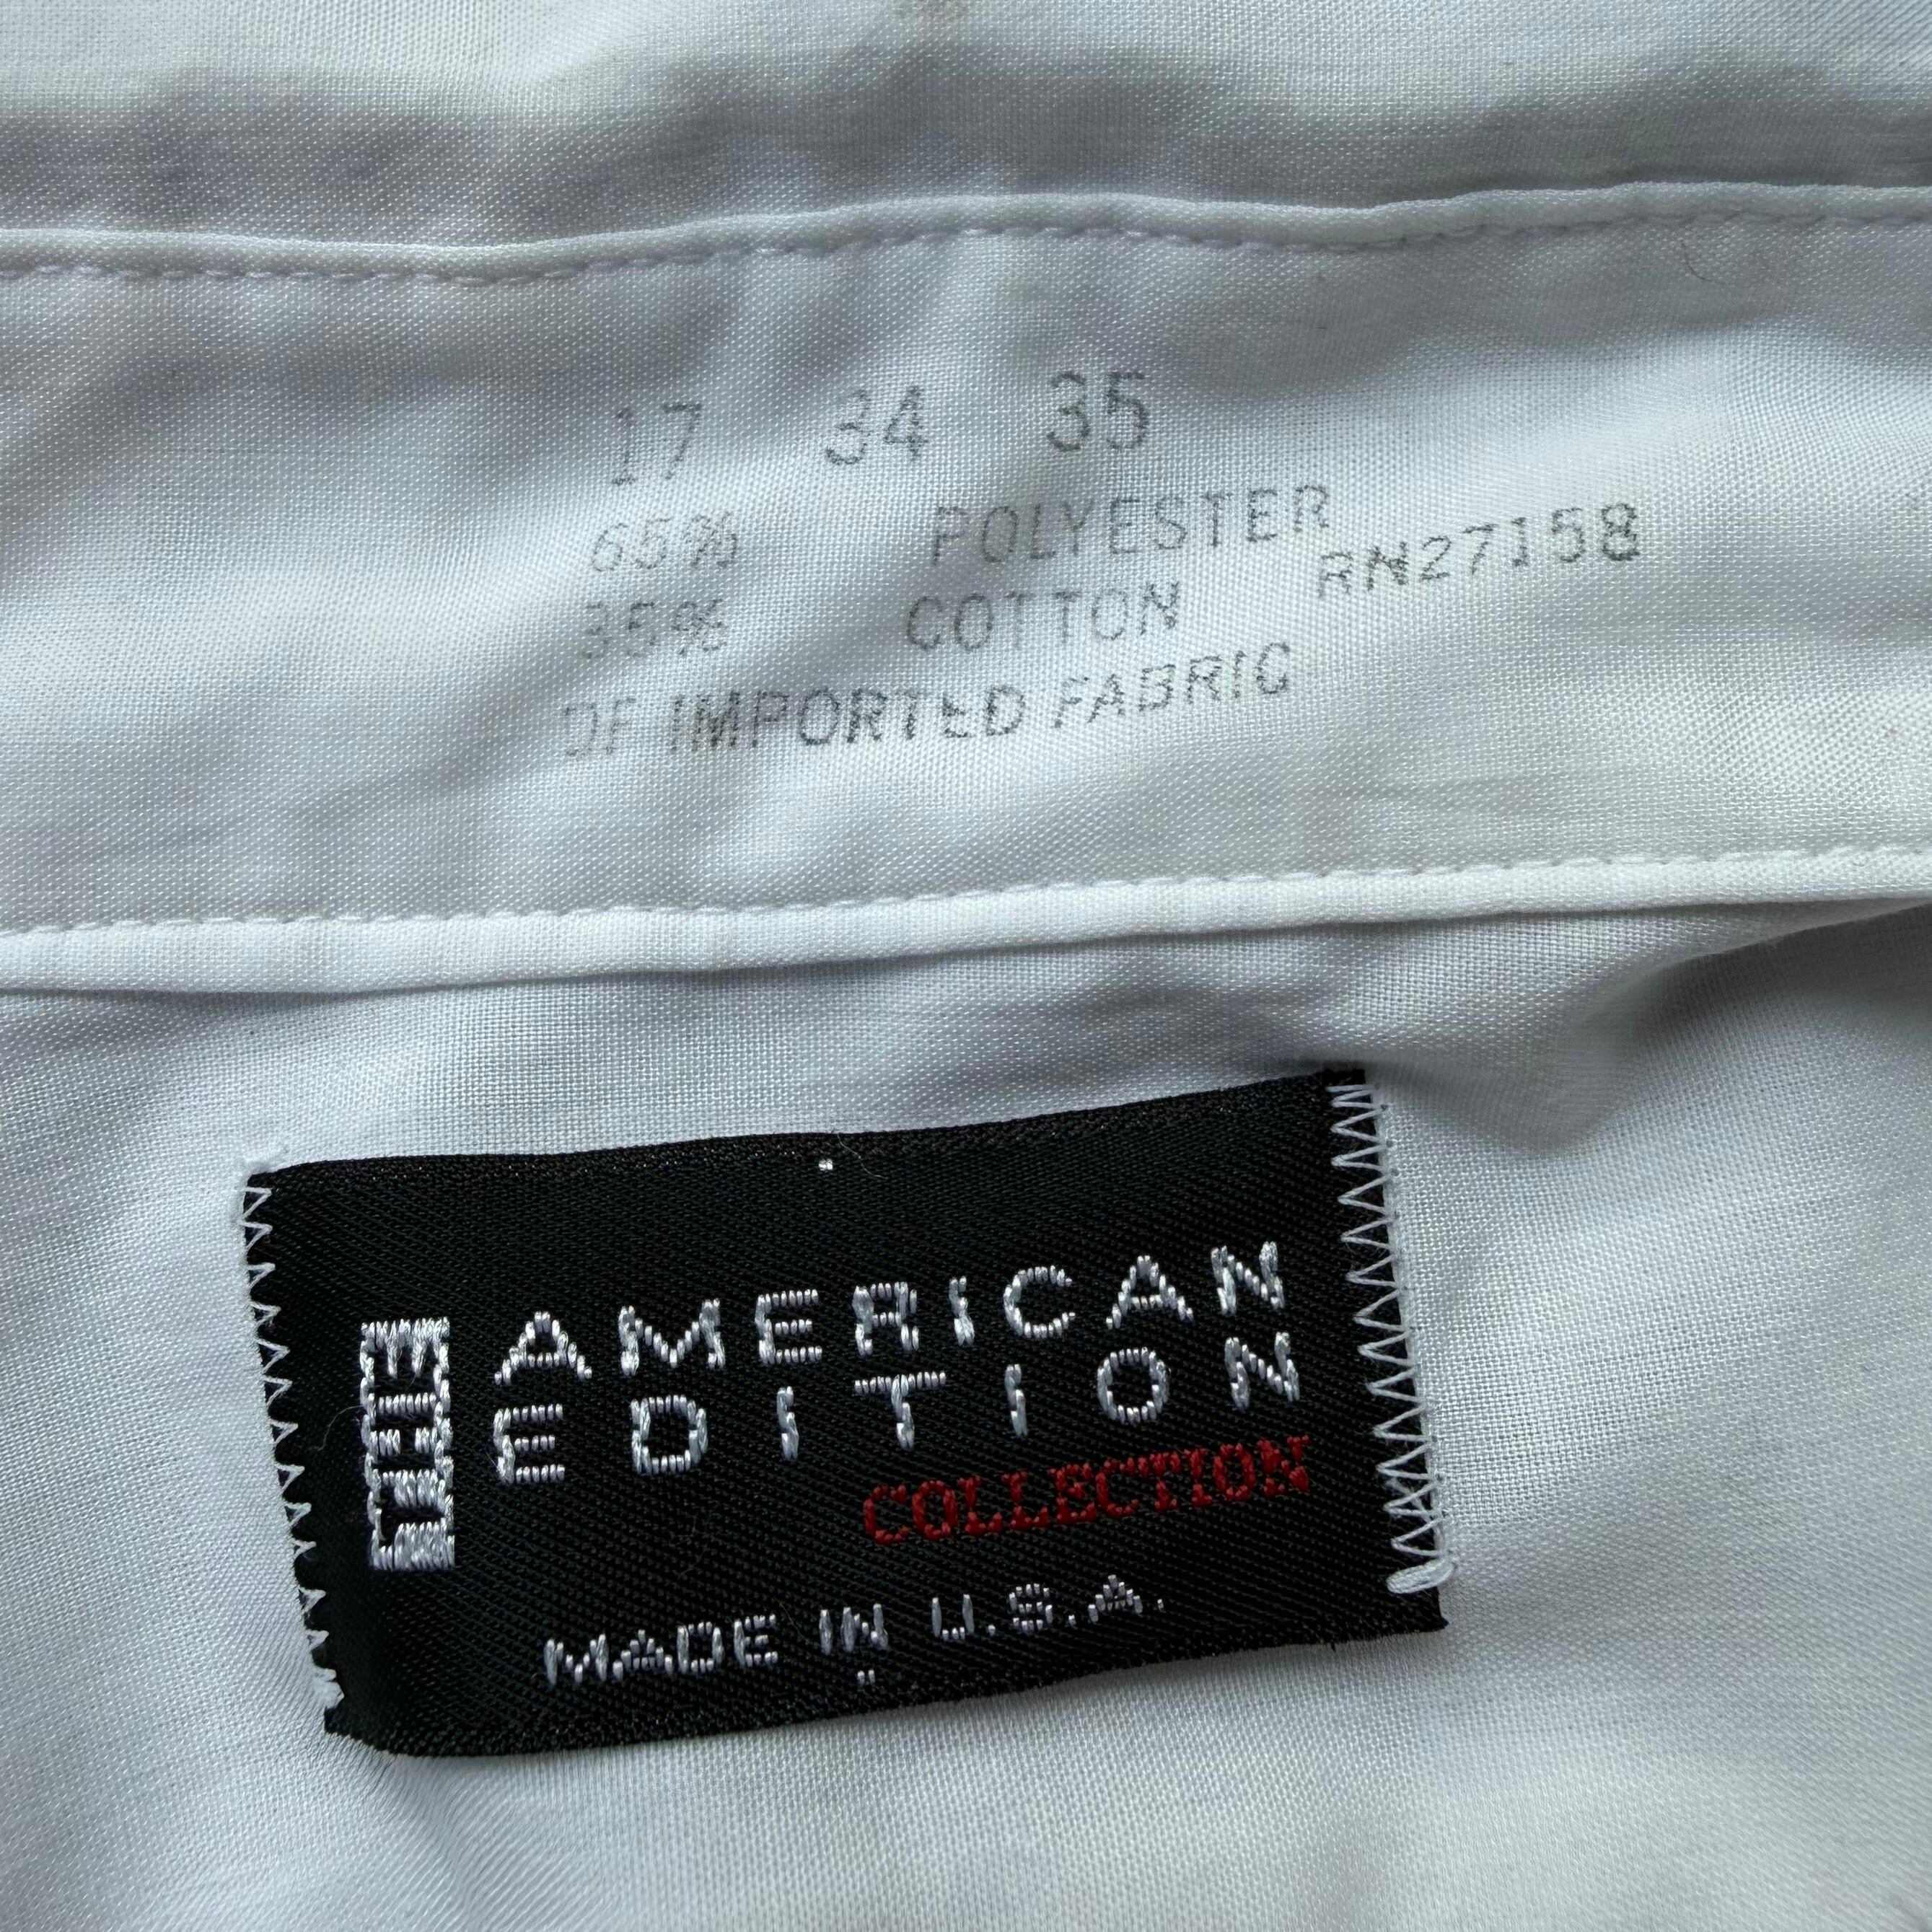 17 34 35
65% POLYESTER
35% COTTON RN27158
OF IMPORTED FABRIC
THE
AMERICAN
EDITION
COLLECTION
MADE IN U.S.A.